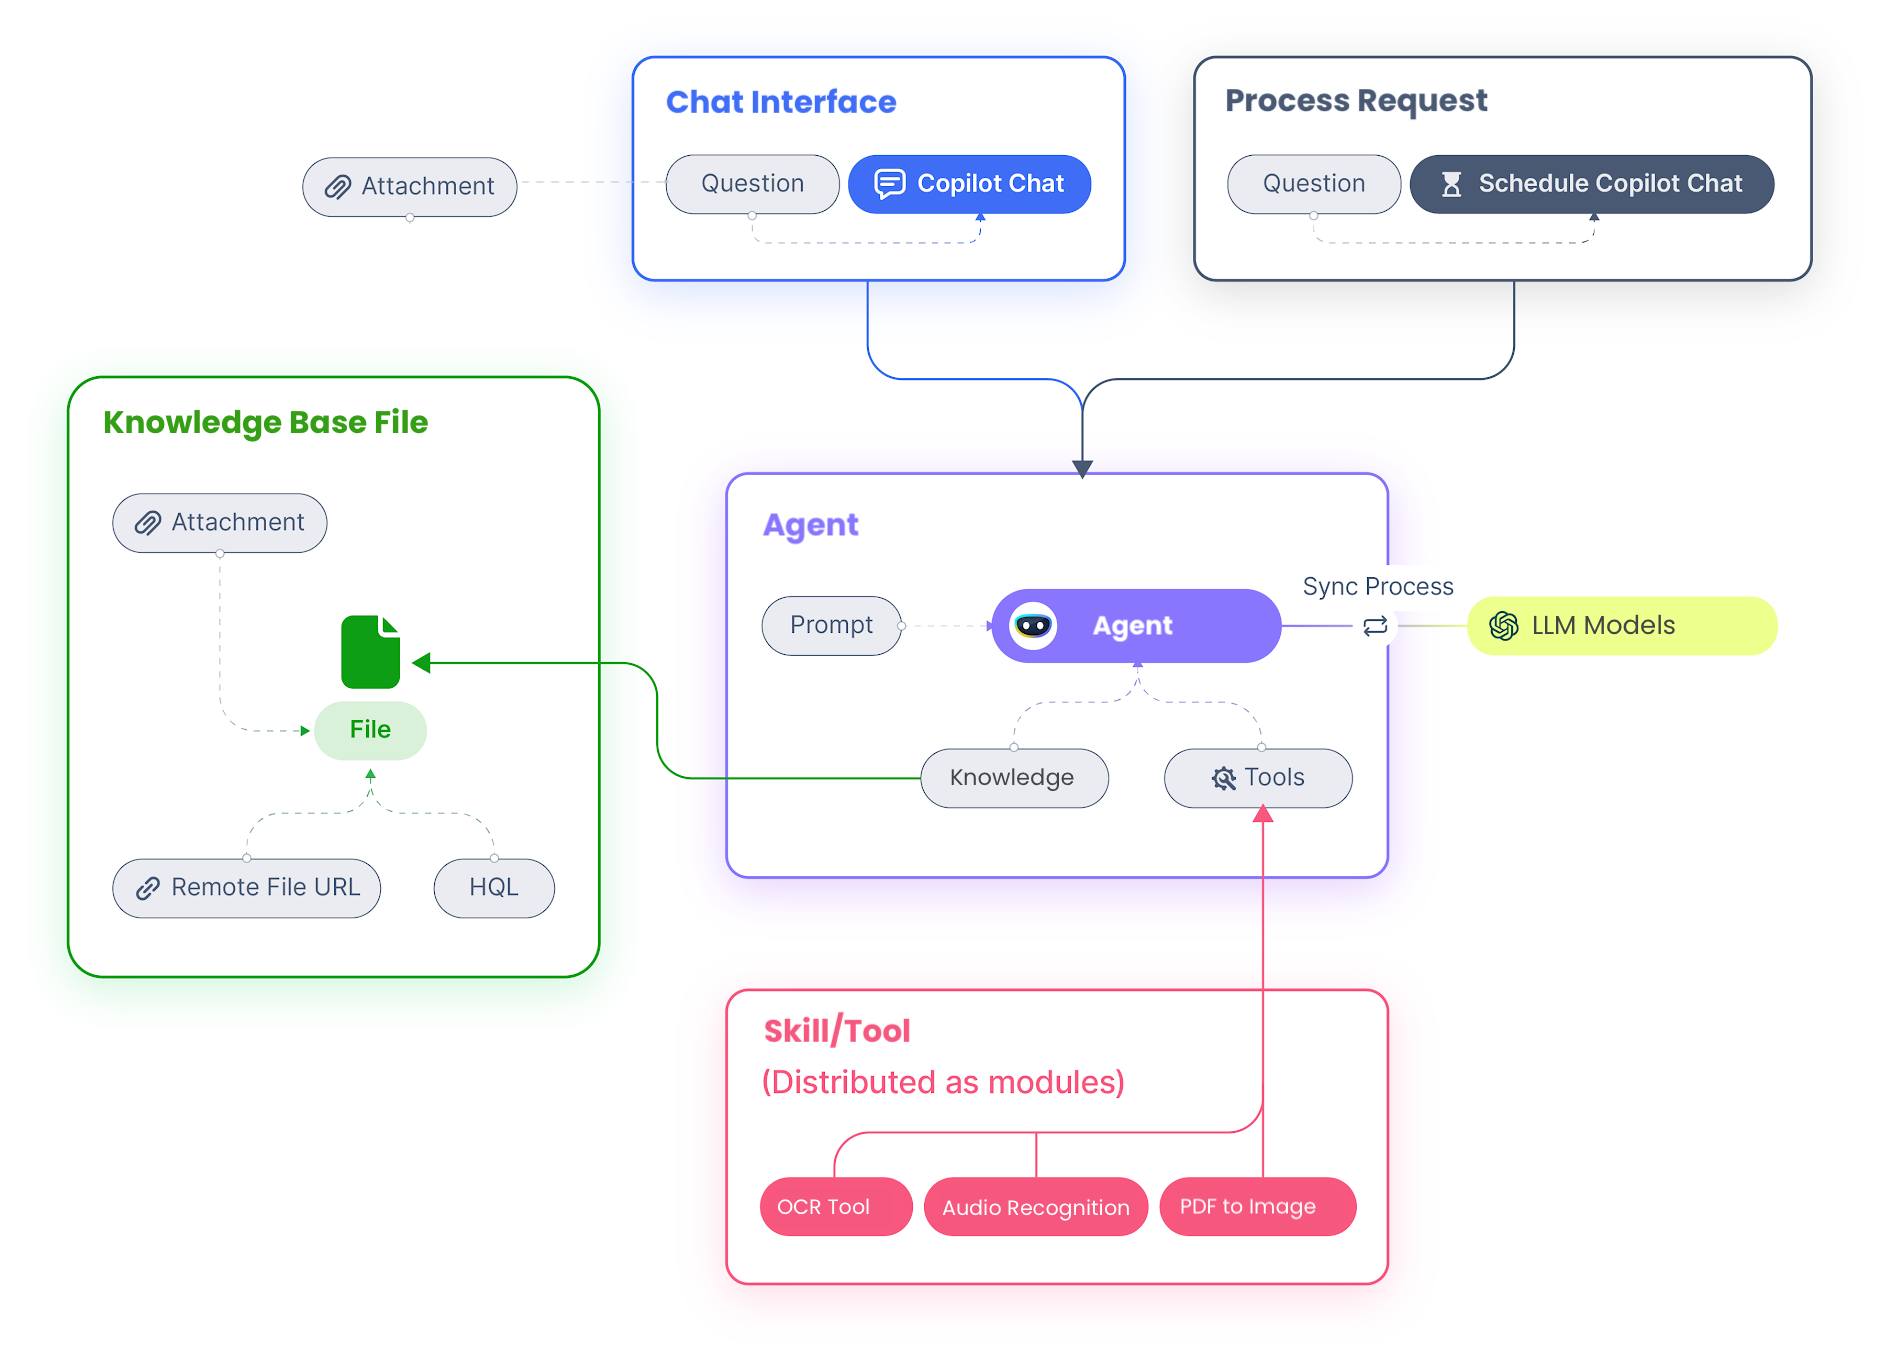 Chat Interface
Question
Copilot Chat
Attachment
Process Request
Question
Schedule Copilot Chat
Knowledge Base File
Attachment
File
Remote File URL
HQL
Agent
Prompt
Agent
Sync Process
LLM Models
Knowledge
Tools
Skill/Tool
(Distributed as modules)
OCR Tool
Audio Recognition
PDF to Image